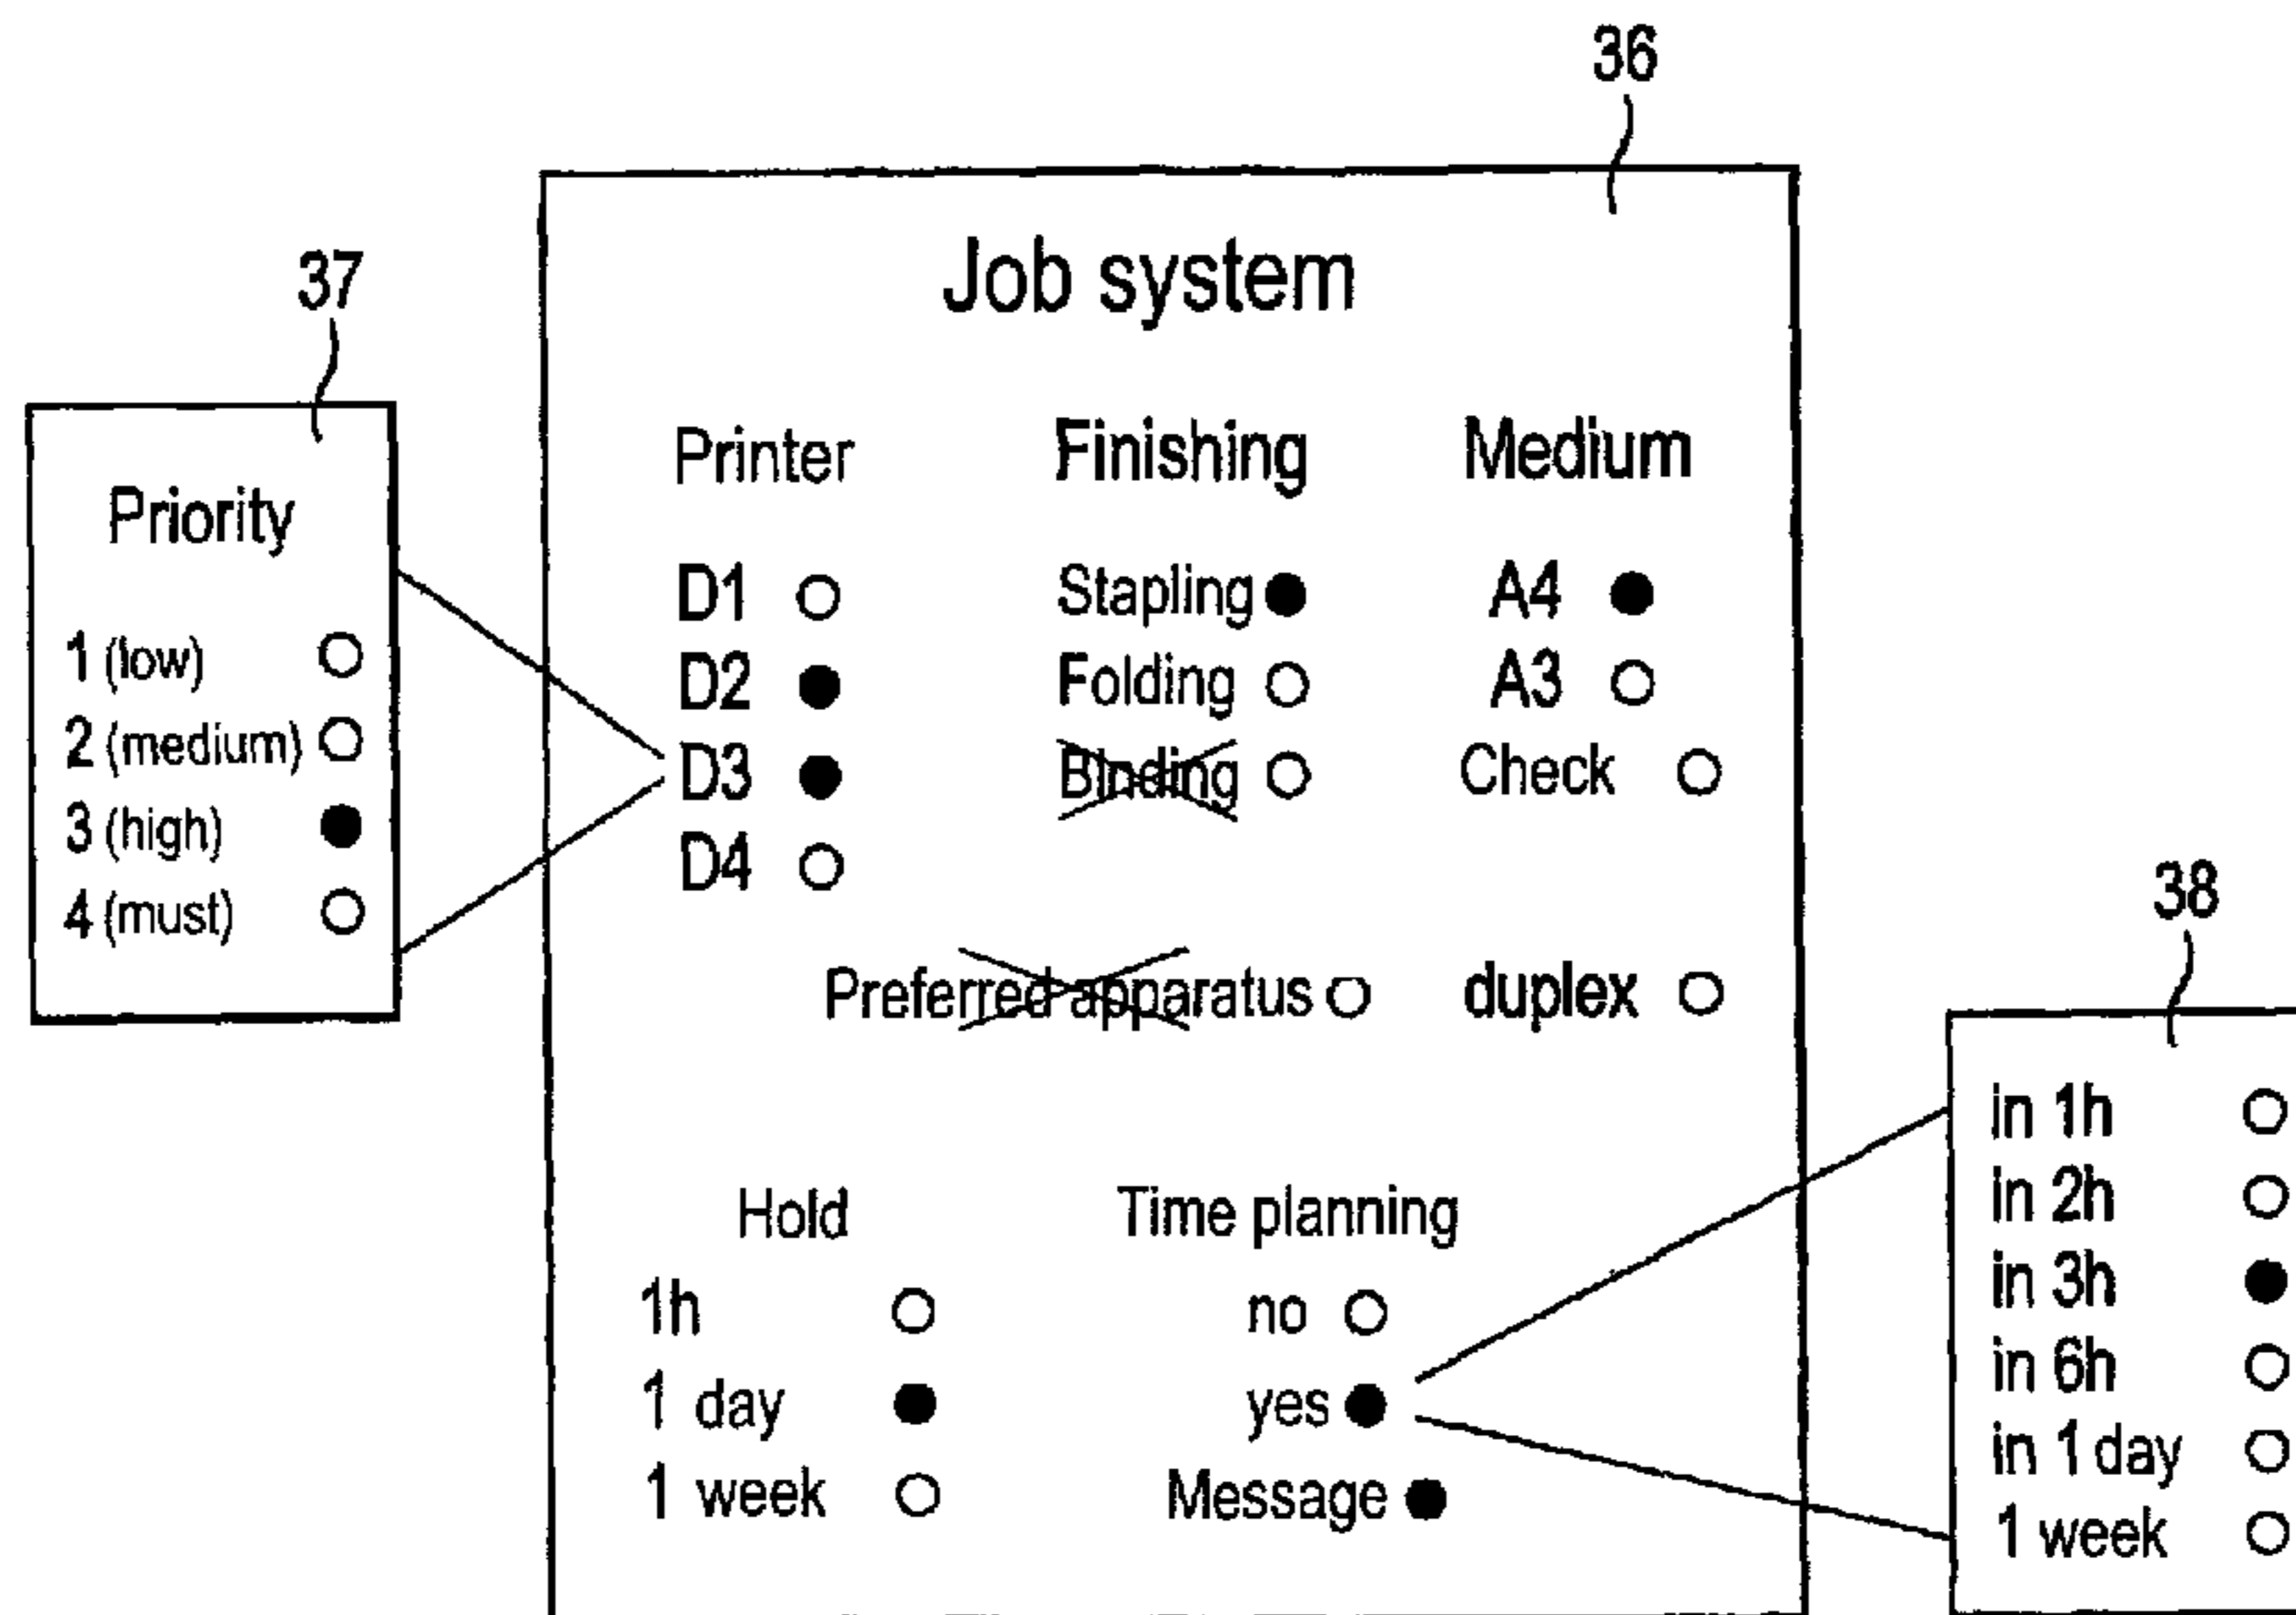 36
37
38
Job system
Priority
1 (low)
2 (medium)
3 (high)
4 (must)
Printer
D1
D2
D3
D4
Finishing
Stapling
Folding
Binding
Medium
A4
A3
Check
Preferred apparatus
duplex
Hold
1h
1 day
1 week
Time planning
no
yes
Message
in 1h
in 2h
in 3h
in 6h
in 1 day
1 week